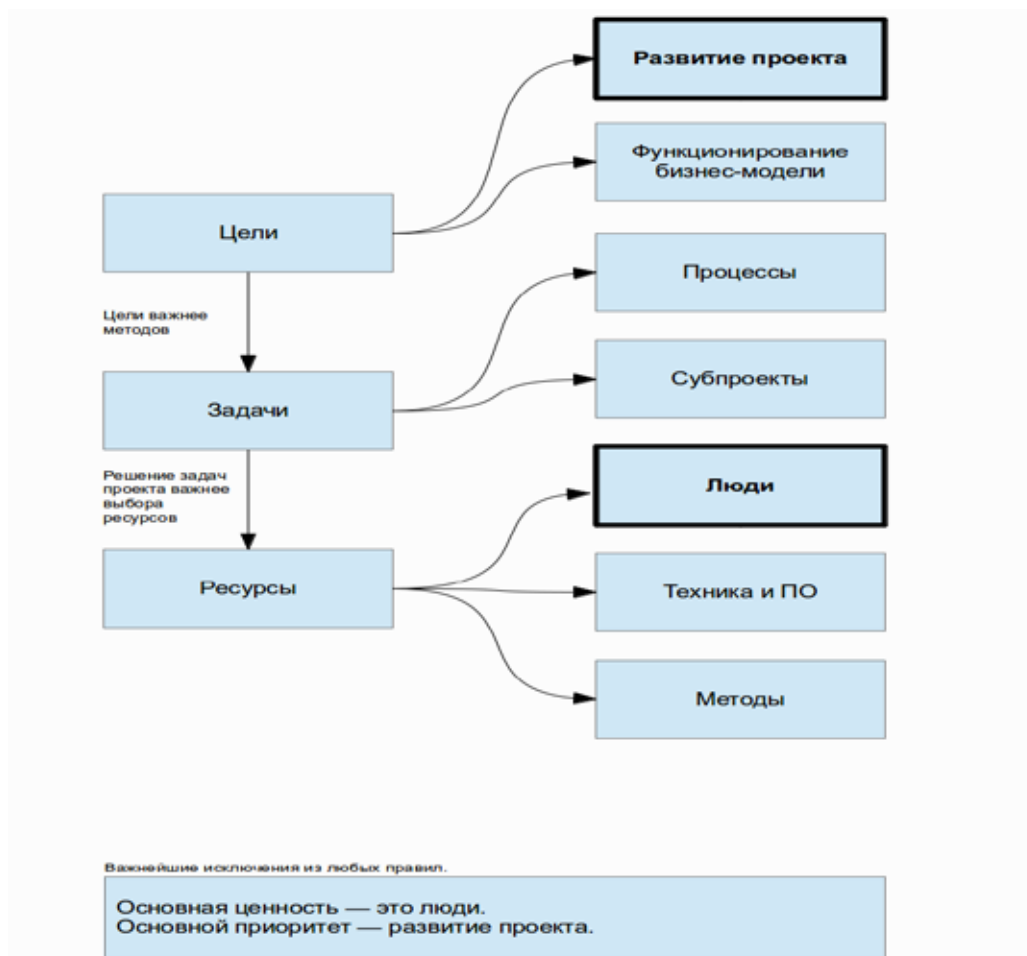 Развитие проекта
Функционирование
бизнес-модели
Цели
Процессы
Цели важнее
методов
Субпроекты
Задачи
Решение задач
проекта важнее
выбора
ресурсов
Люди
Ресурсы
Техника и ПО
Методы
Важнейшие исключения из любых правил.
Основная ценность — это люди.
Основной приоритет — развитие проекта.